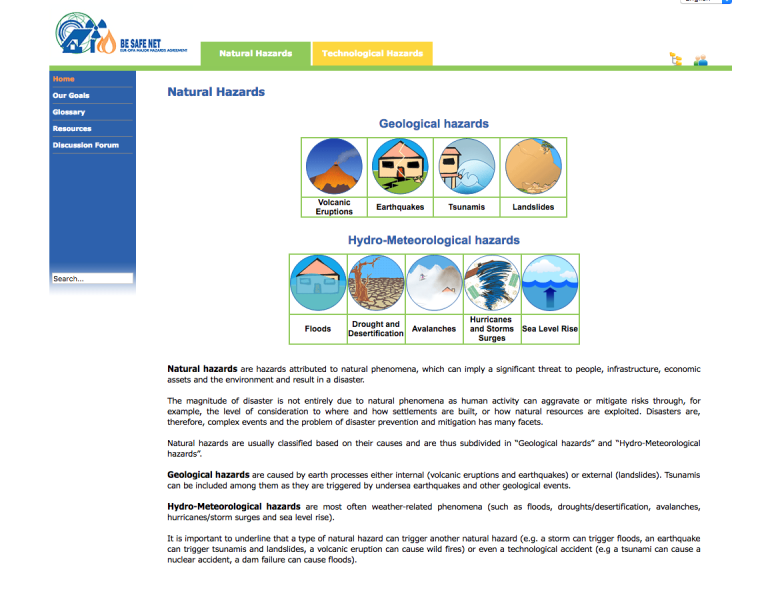 English
BE SAFE NET
EUR-OPA MAJOR HAZARDS AGREEMENT
Natural Hazards
Technological Hazards
Home
Our Goals
Glossary
Resources
Discussion Forum
Search...
Natural Hazards
Geological hazards
Volcanic
Eruptions
Earthquakes
Tsunamis
Landslides
Hydro-Meteorological hazards
Floods
Drought and
Desertification
Avalanches
Hurricanes
and Storms
Surges
Sea Level Rise
Natural hazards are hazards attributed to natural phenomena, which can imply a significant threat to people, infrastructure, economic
assets and the environment and result in a disaster.
The magnitude of disaster is not entirely due to natural phenomena as human activity can aggravate or mitigate risks through, for
example, the level of consideration to where and how settlements are built, or how natural resources are exploited. Disasters are,
therefore, complex events and the problem of disaster prevention and mitigation has many facets.
Natural hazards are usually classified based on their causes and are thus subdivided in "Geological hazards" and "Hydro-Meteorological
hazards".
Geological hazards are caused by earth processes either internal (volcanic eruptions and earthquakes) or external (landslides). Tsunamis
can be included among them as they are triggered by undersea earthquakes and other geological events.
Hydro-Meteorological hazards are most often weather-related phenomena (such as floods, droughts/desertification, avalanches,
hurricanes/storm surges and sea level rise).
It is important to underline that a type of natural hazard can trigger another natural hazard (e.g. a storm can trigger floods, an earthquake
can trigger tsunamis and landslides, a volcanic eruption can cause wild fires) or even a technological accident (e.g a tsunami can cause a
nuclear accident, a dam failure can cause floods).